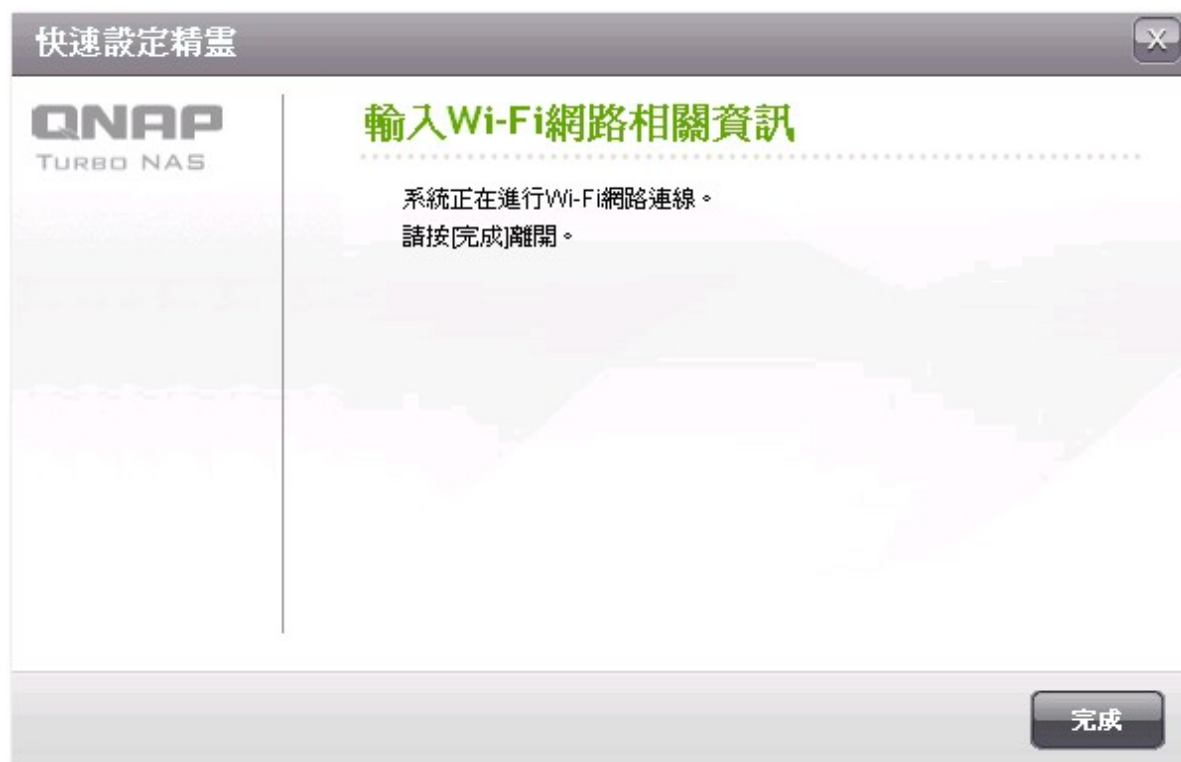 快速設定精靈
QNAP
TURBO NAS
輸入Wi-Fi網路相關資訊
系統正在進行Wi-Fi網路連線。
請按[完成]離開。
完成